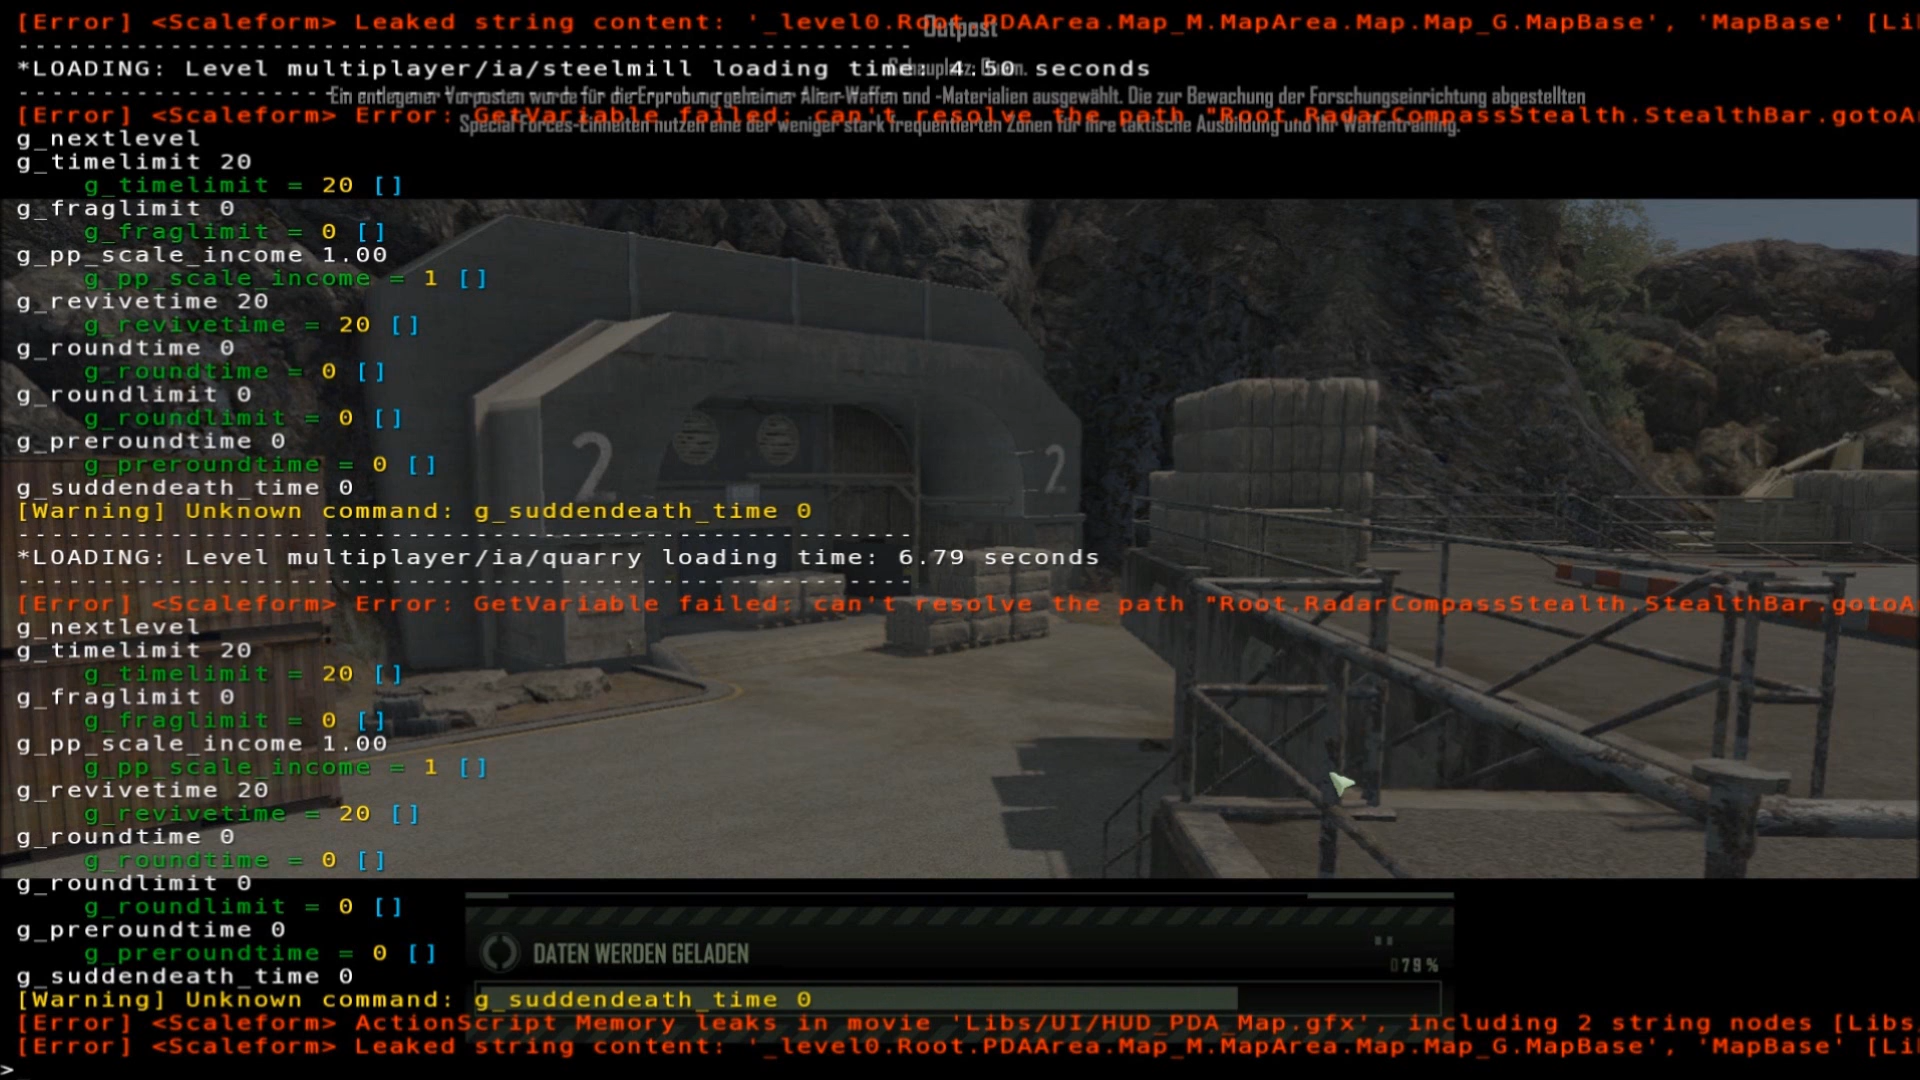 [Error] <Scaleform> Leaked string content: '_level0.Root.PDAArea.Map_M.MapArea.Map.Map_G.MapBase', 'MapBase' [Li
Outpost
------------------------------------------------------
*LOADING: Level multiplayer/ia/steelmill loading time: 4.50 seconds
Schauplatz:
------------------------------------------------------
Ein entlegener Vorposten wurde für die Erprobung geheimer Alien-Waffen und -Materialien ausgewählt. Die zur Bewachung der Forschungseinrichtung abgestellten
[Error] <Scaleform> Error: GetVariable failed: can't resolve the path "Root.RadarCompassStealth.StealthBar.gotoA
Special Forces-Einheiten nutzen eine der weniger stark frequentierten Zonen für ihre taktische Ausbildung und ihr Waffentraining.
g_nextlevel
g_timelimit 20
g_timelimit = 20 []
g_fraglimit 0
g_fraglimit = 0 []
g_pp_scale_income 1.00
g_pp_scale_income = 1 []
g_revivetime 20
g_revivetime = 20 []
g_roundtime 0
g_roundtime = 0 []
g_roundlimit 0
g_roundlimit = 0 []
g_preroundtime 0
g_preroundtime = 0 []
g_suddendeath_time 0
[Warning] Unknown command: g_suddendeath_time 0
2 2
------------------------------------------------------
*LOADING: Level multiplayer/ia/quarry loading time: 6.79 seconds
------------------------------------------------------
[Error] <Scaleform> Error: GetVariable failed: can't resolve the path "Root.RadarCompassStealth.StealthBar.gotoA
g_nextlevel
g_timelimit 20
g_timelimit = 20 []
g_fraglimit 0
g_fraglimit = 0 []
g_pp_scale_income 1.00
g_pp_scale_income = 1 []
g_revivetime 20
g_revivetime = 20 []
g_roundtime 0
g_roundtime = 0 []
g_roundlimit 0
g_roundlimit = 0 []
g_preroundtime 0
g_preroundtime = 0 []
DATEN WERDEN GELADEN
079%
g_suddendeath_time 0
[Warning] Unknown command: g_suddendeath_time 0
[Error] <Scaleform> ActionScript Memory leaks in movie 'Libs/UI/HUD_PDA_Map.gfx', including 2 string nodes [Libs
[Error] <Scaleform> Leaked string content: '_level0.Root.PDAArea.Map_M.MapArea.Map.Map_G.MapBase', 'MapBase' [Li
>